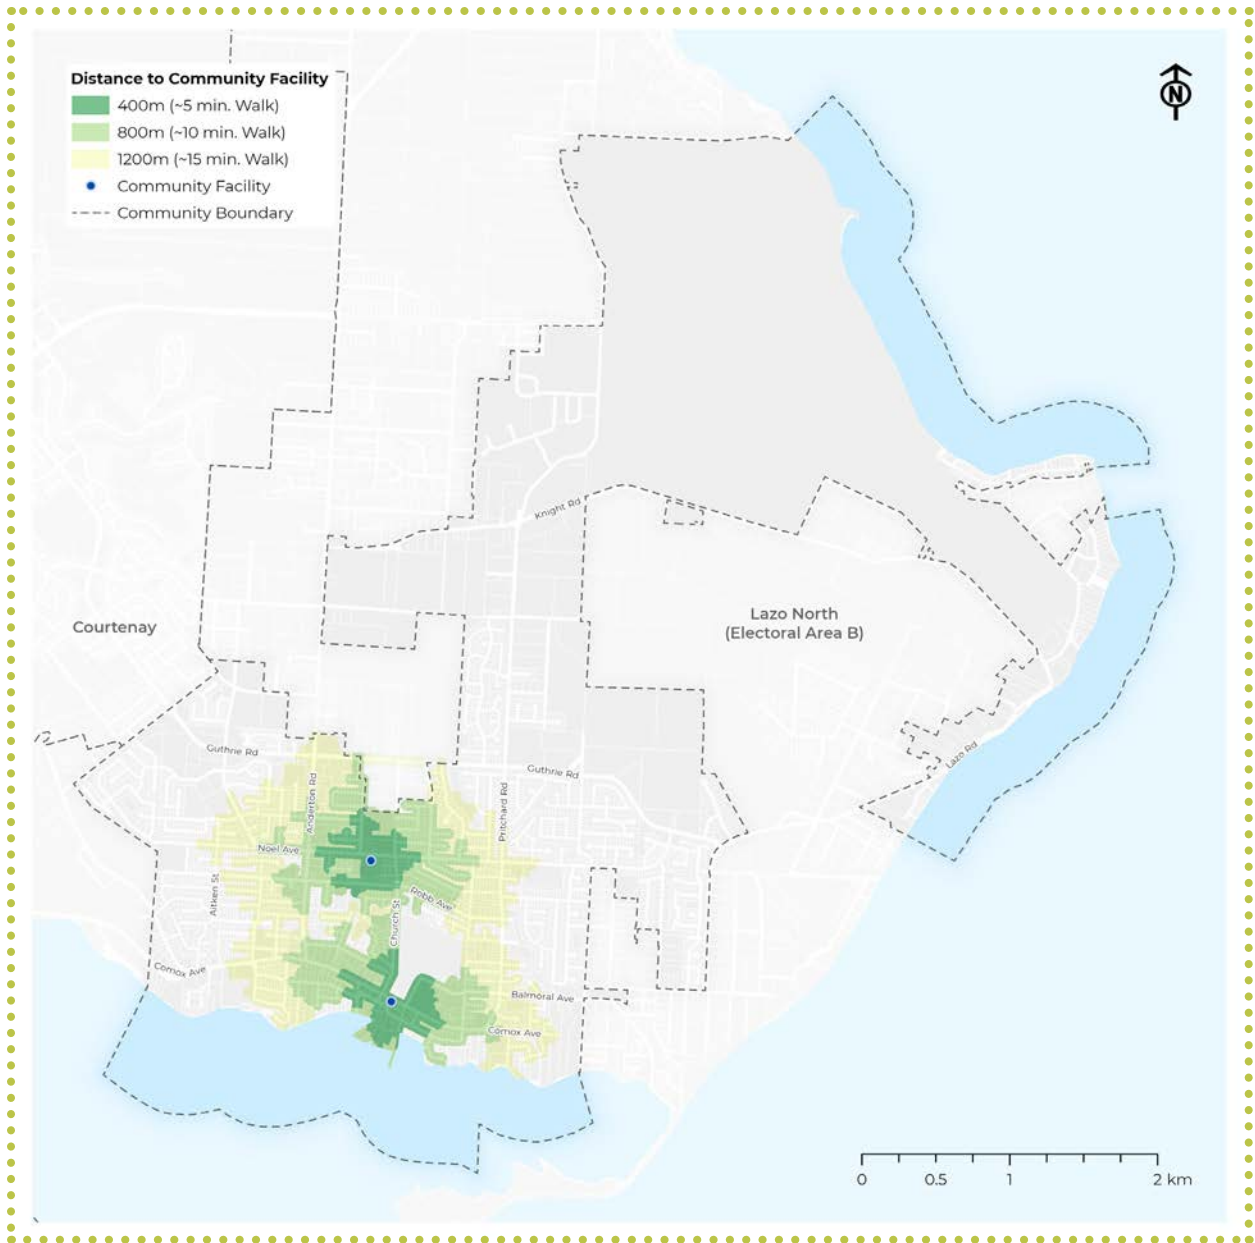 Distance to Community Facility
400m (~5 min. Walk)
800m (~10 min. Walk)
1200m (~15 min. Walk)
Community Facility
Community Boundary
N
Knight Rd
Courtenay
Lazo North
(Electoral Area B)
Guthrie Rd
Guthrie Rd
Lazo Rd
Anderton Rd
Pritchard Rd
Noel Ave
Aitken St
Robb Ave
Church St
Comox Ave
Balmoral Ave
Comox Ave
0 0.5 1 2 km